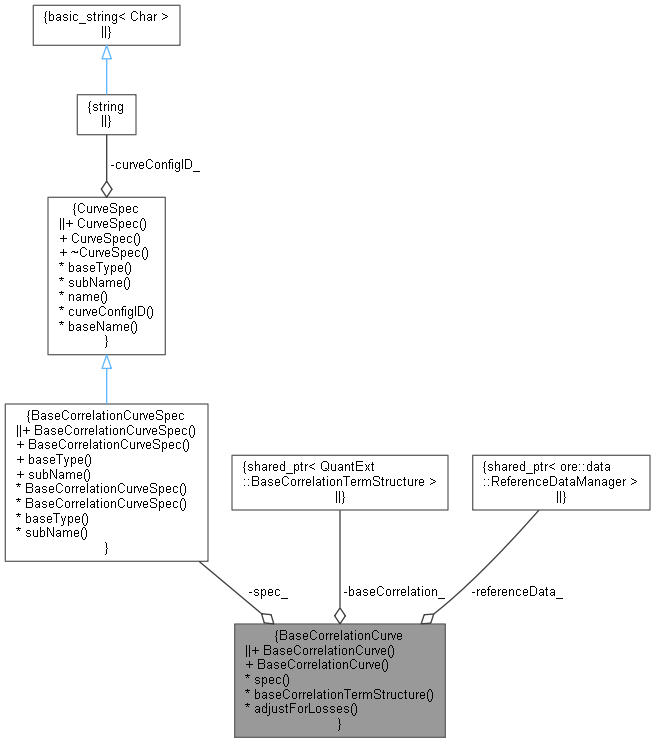 {basic_string< Char >
||}
{string
||}
-curveConfigID_
{CurveSpec
||+ CurveSpec()
+ CurveSpec()
+ ~CurveSpec()
* baseType()
* subName()
* name()
* curveConfigID()
* baseName()
}
{BaseCorrelationCurveSpec
||+ BaseCorrelationCurveSpec()
+ BaseCorrelationCurveSpec()
+ baseType()
+ subName()
* BaseCorrelationCurveSpec()
* BaseCorrelationCurveSpec()
* baseType()
* subName()
}
{shared_ptr< QuantExt
::BaseCorrelationTermStructure >
||}
{shared_ptr< ore::data
::ReferenceDataManager >
||}
-spec_
-baseCorrelation_
-referenceData_
{BaseCorrelationCurve
||+ BaseCorrelationCurve()
+ BaseCorrelationCurve()
* spec()
* baseCorrelationTermStructure()
* adjustForLosses()
}